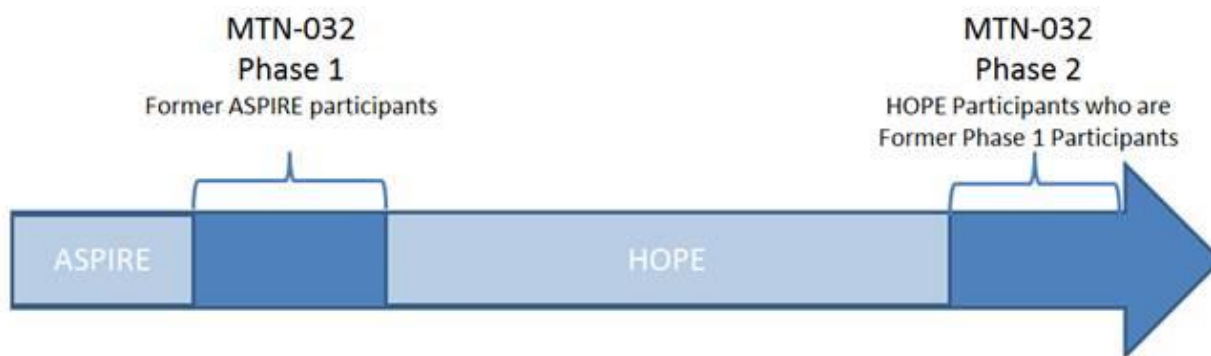 MTN-032
Phase 1
Former ASPIRE participants
MTN-032
Phase 2
HOPE Participants who are
Former Phase 1 Participants
ASPIRE
HOPE